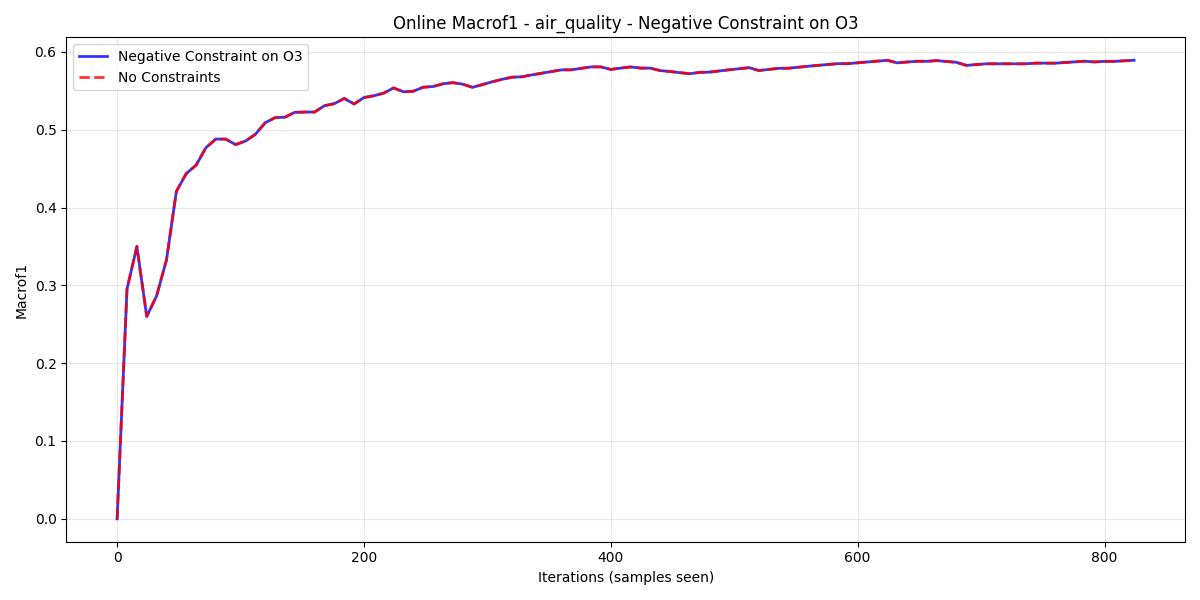 Online Macrof1 - air_quality - Negative Constraint on O3
Negative Constraint on O3
No Constraints
Macrof1
0.6
0.5
0.4
0.3
0.2
0.1
0.0
0 200 400 600 800
Iterations (samples seen)